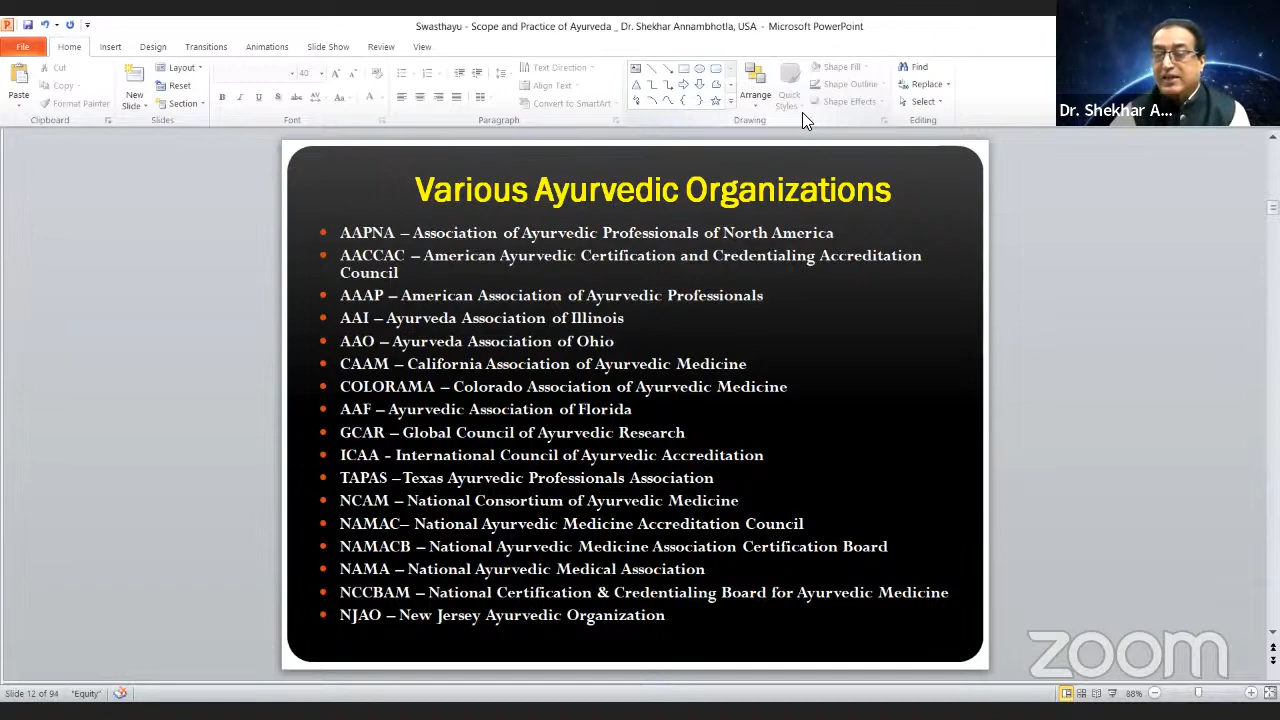 Swasthayu - Scope and Practice of Ayurveda _ Dr. Shekhar Annambhotla, USA - Microsoft PowerPoint
File Home Insert Design Transitions Animations Slide Show Review View
Paste
Cut
Copy
Format Painter
Clipboard
New Slide
Layout
Reset
Section
Slides
40
Font
Text Direction
Align Text
Convert to SmartArt
Paragraph
Arrange
Quick Styles
Shape Fill
Shape Outline
Shape Effects
Drawing
Find
Replace
Select
Editing
Dr. Shekhar A...
Various Ayurvedic Organizations
• AAPNA – Association of Ayurvedic Professionals of North America
• AACCAC – American Ayurvedic Certification and Credentialing Accreditation
Council
• AAAP – American Association of Ayurvedic Professionals
• AAI – Ayurveda Association of Illinois
• AAO – Ayurveda Association of Ohio
• CAAM – California Association of Ayurvedic Medicine
• COLORAMA – Colorado Association of Ayurvedic Medicine
• AAF – Ayurvedic Association of Florida
• GCAR – Global Council of Ayurvedic Research
• ICAA - International Council of Ayurvedic Accreditation
• TAPAS – Texas Ayurvedic Professionals Association
• NCAM – National Consortium of Ayurvedic Medicine
• NAMAC– National Ayurvedic Medicine Accreditation Council
• NAMACB – National Ayurvedic Medicine Association Certification Board
• NAMA – National Ayurvedic Medical Association
• NCCBAM – National Certification & Credentialing Board for Ayurvedic Medicine
• NJAO – New Jersey Ayurvedic Organization
zoom
Slide 12 of 94 "Equity" 88%